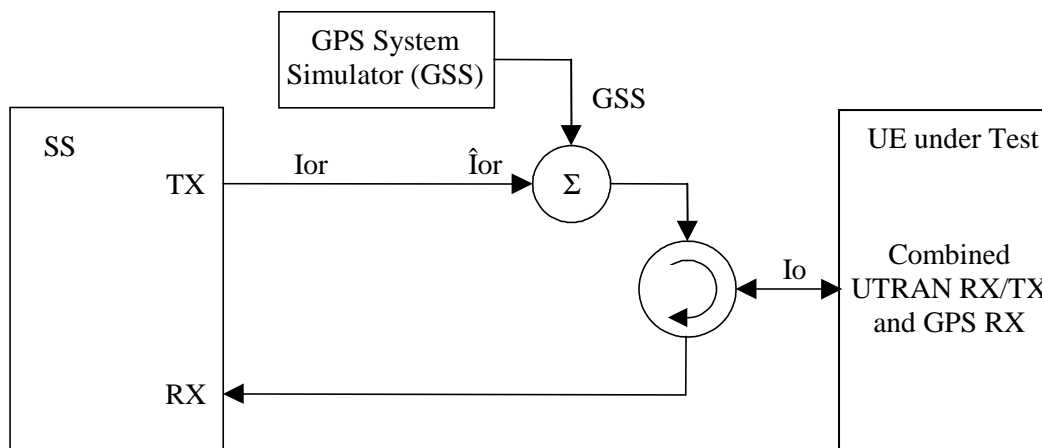 GPS System
Simulator (GSS)
GSS
SS
UE under Test
TX
Ior
Îor
Σ
Combined
UTRAN RX/TX
and GPS RX
Io
RX